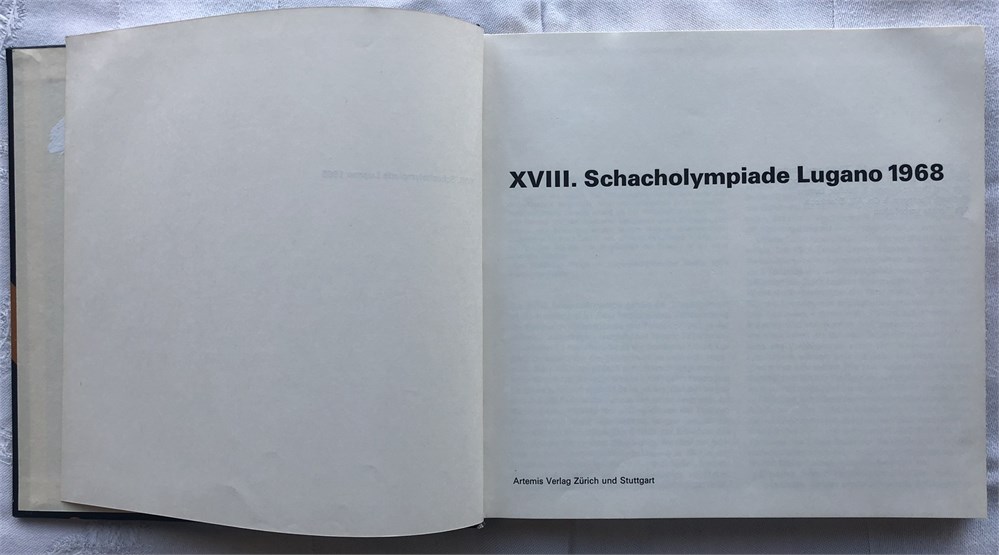 XVIII. Schacholympiade Lugano 1968
Artemis Verlag Zürich und Stuttgart